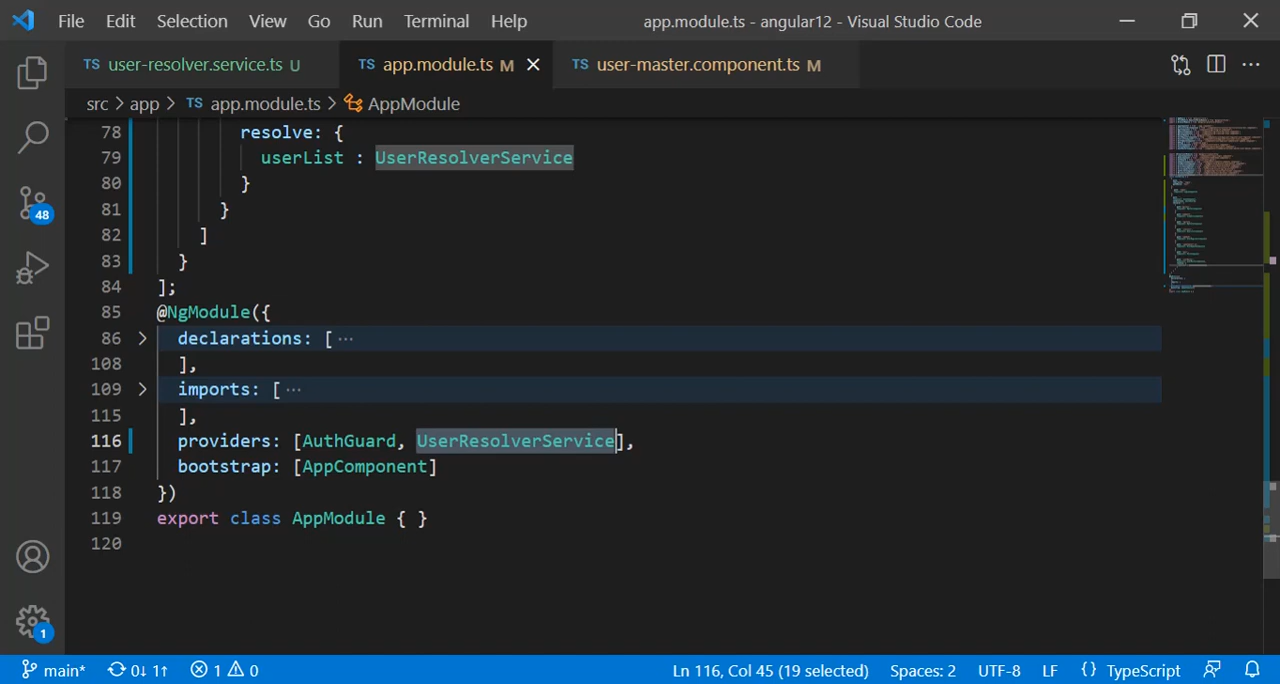 File Edit Selection View Go Run Terminal Help app.module.ts - angular12 - Visual Studio Code
TS user-resolver.service.ts U TS app.module.ts M TS user-master.component.ts M
src > app > TS app.module.ts > AppModule
78 resolve: {
79 userList : UserResolverService
80 }
81 }
82 ]
83 }
84 ];
85 @NgModule({
86 declarations: [ ···
108 ],
109 imports: [ ···
115 ],
116 providers: [AuthGuard, UserResolverService],
117 bootstrap: [AppComponent]
118 })
119 export class AppModule { }
120
48
1
main* 0↓ 1↑ 1 0 Ln 116, Col 45 (19 selected) Spaces: 2 UTF-8 LF {} TypeScript